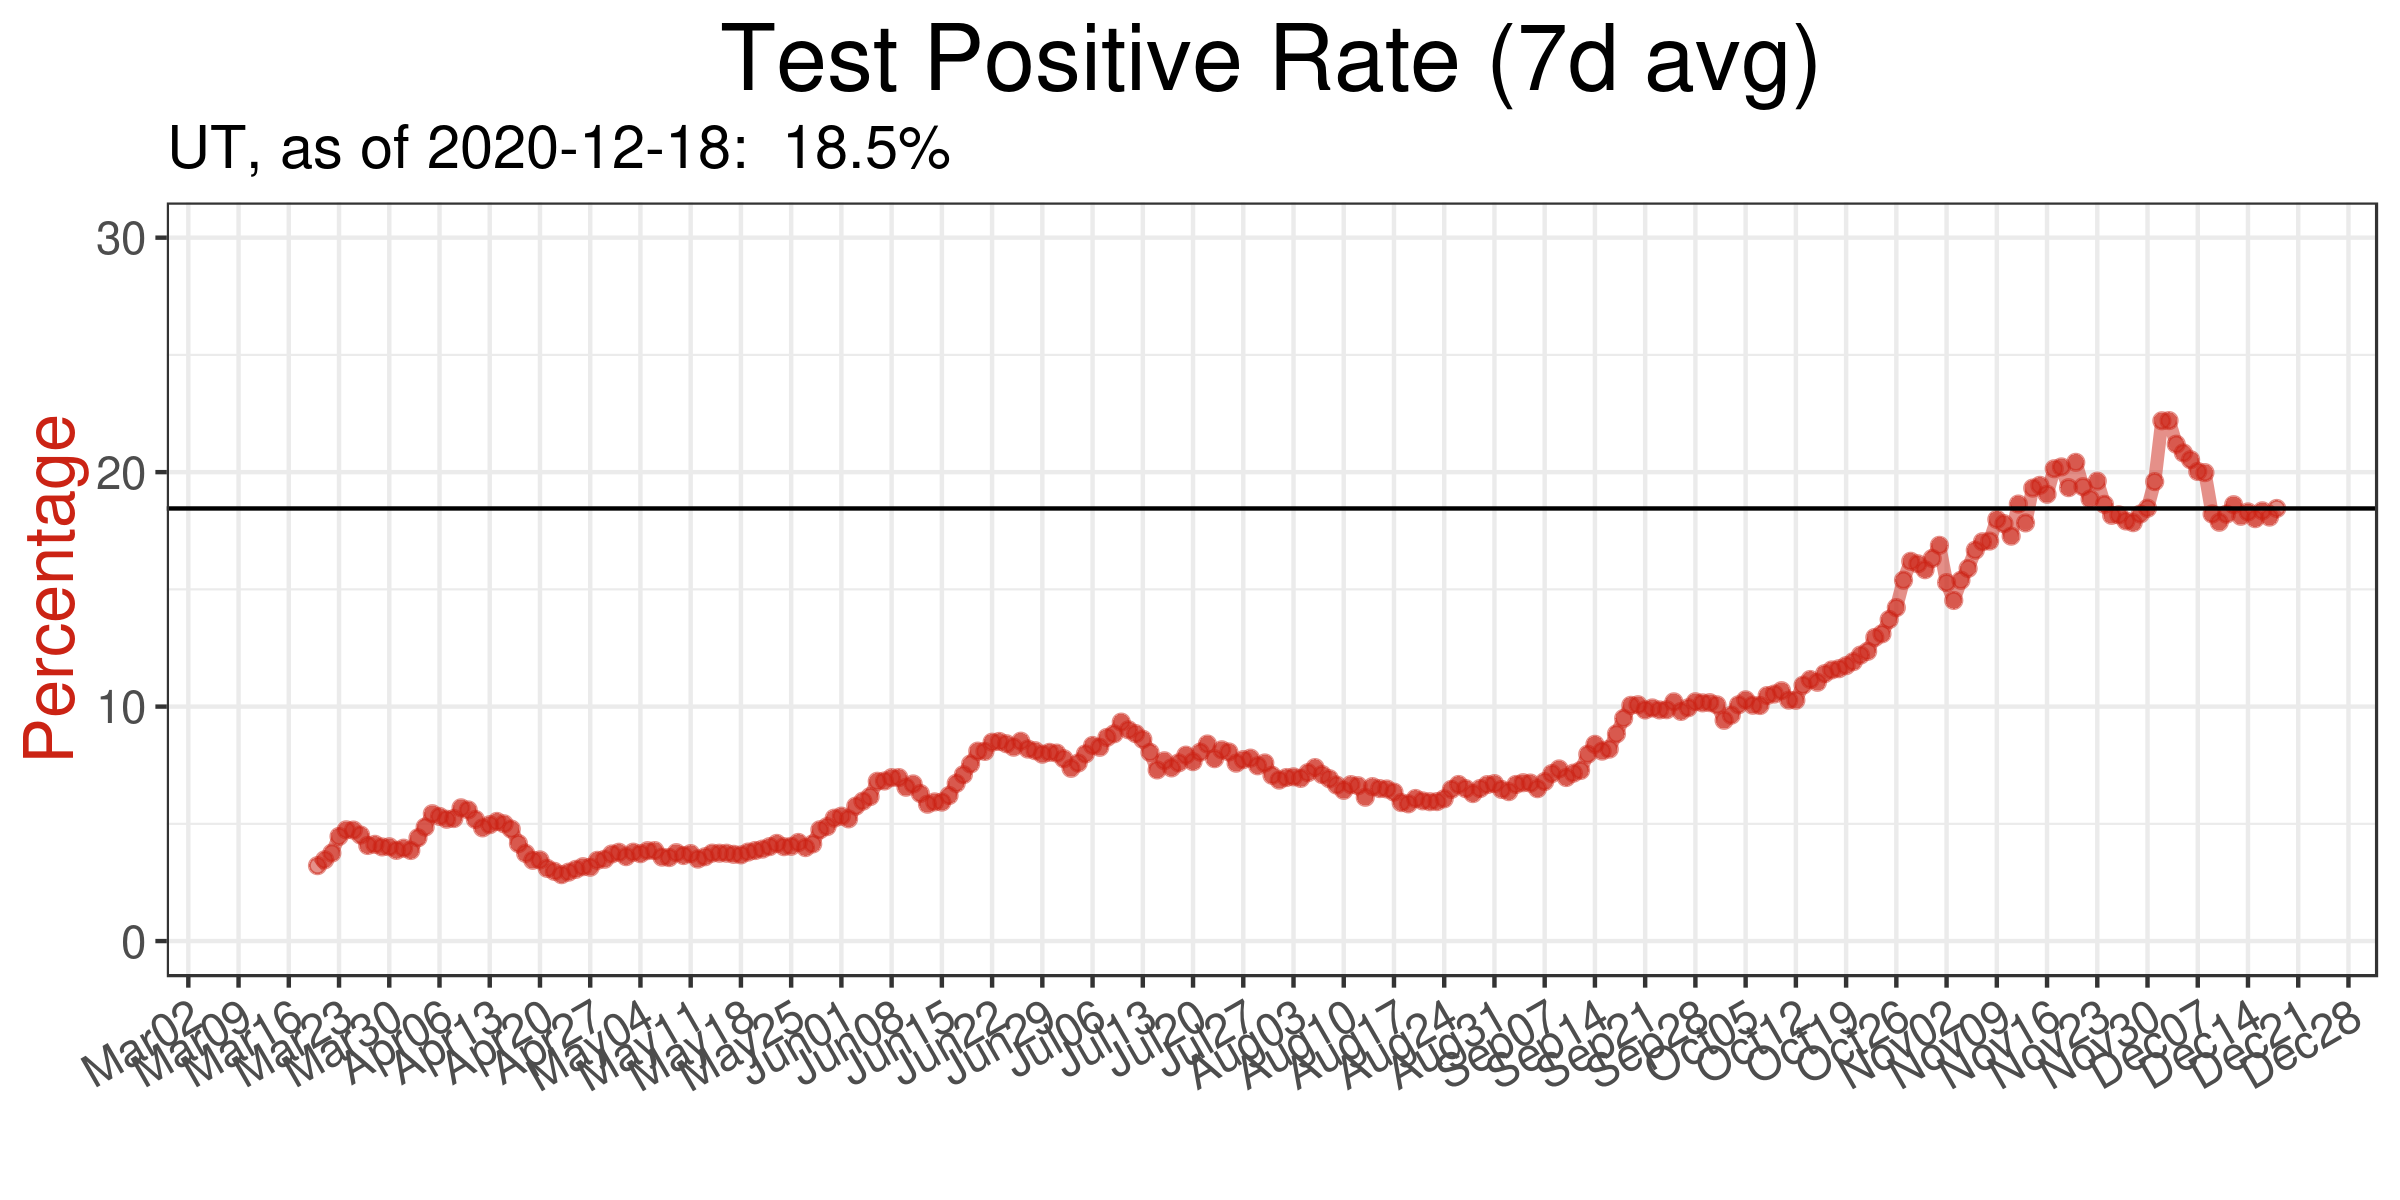 Test Positive Rate (7d avg)
UT, as of 2020-12-18:  18.5%
Percentage
30
20
10
0
Mar02
Mar09
Mar16
Mar23
Mar30
Apr06
Apr13
Apr20
Apr27
May04
May11
May18
May25
Jun01
Jun08
Jun15
Jun22
Jun29
Jul06
Jul13
Jul20
Jul27
Aug03
Aug10
Aug17
Aug24
Aug31
Sep07
Sep14
Sep21
Sep28
Oct05
Oct12
Oct19
Oct26
Nov02
Nov09
Nov16
Nov23
Nov30
Dec07
Dec14
Dec21
Dec28